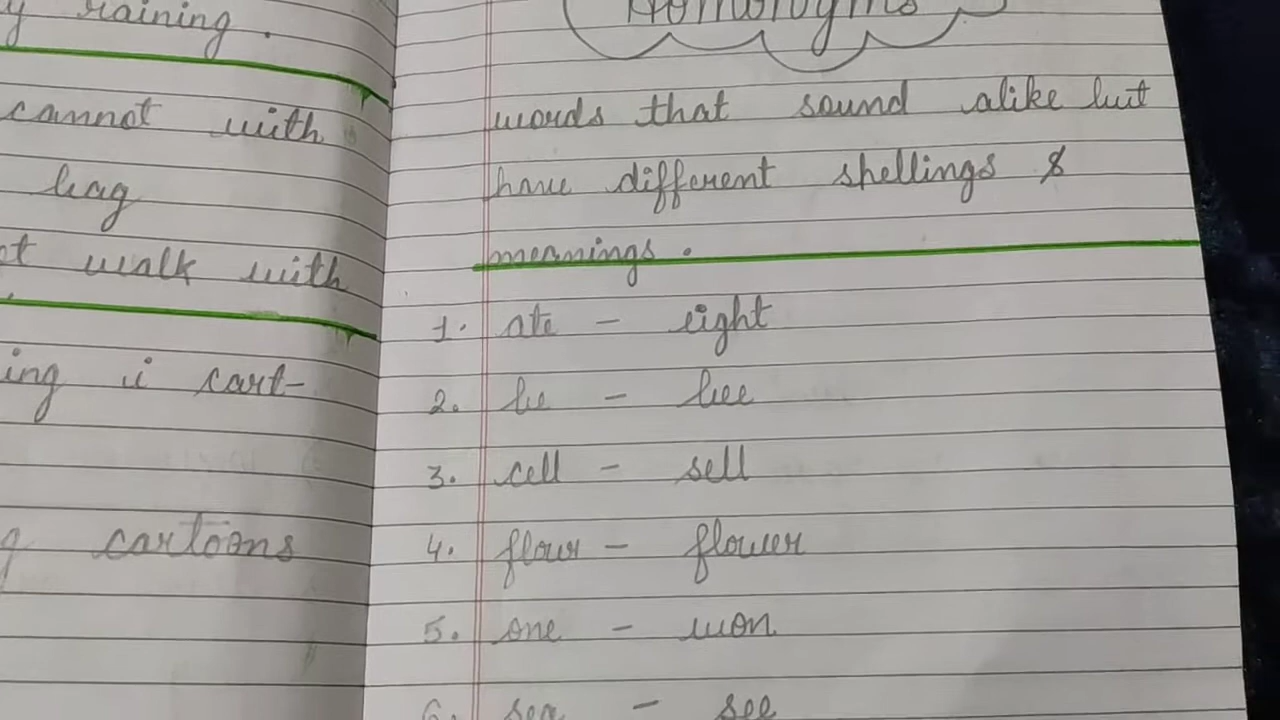 raining.
cannot with
bag
walk with
ing i cart-
cartoons
Homonyms
words that sound alike but
have different shellings &
meanings.
1. ate - eight
2. be - bee
3. cell - sell
4. flour - flower
5. one - won
6. sea - see